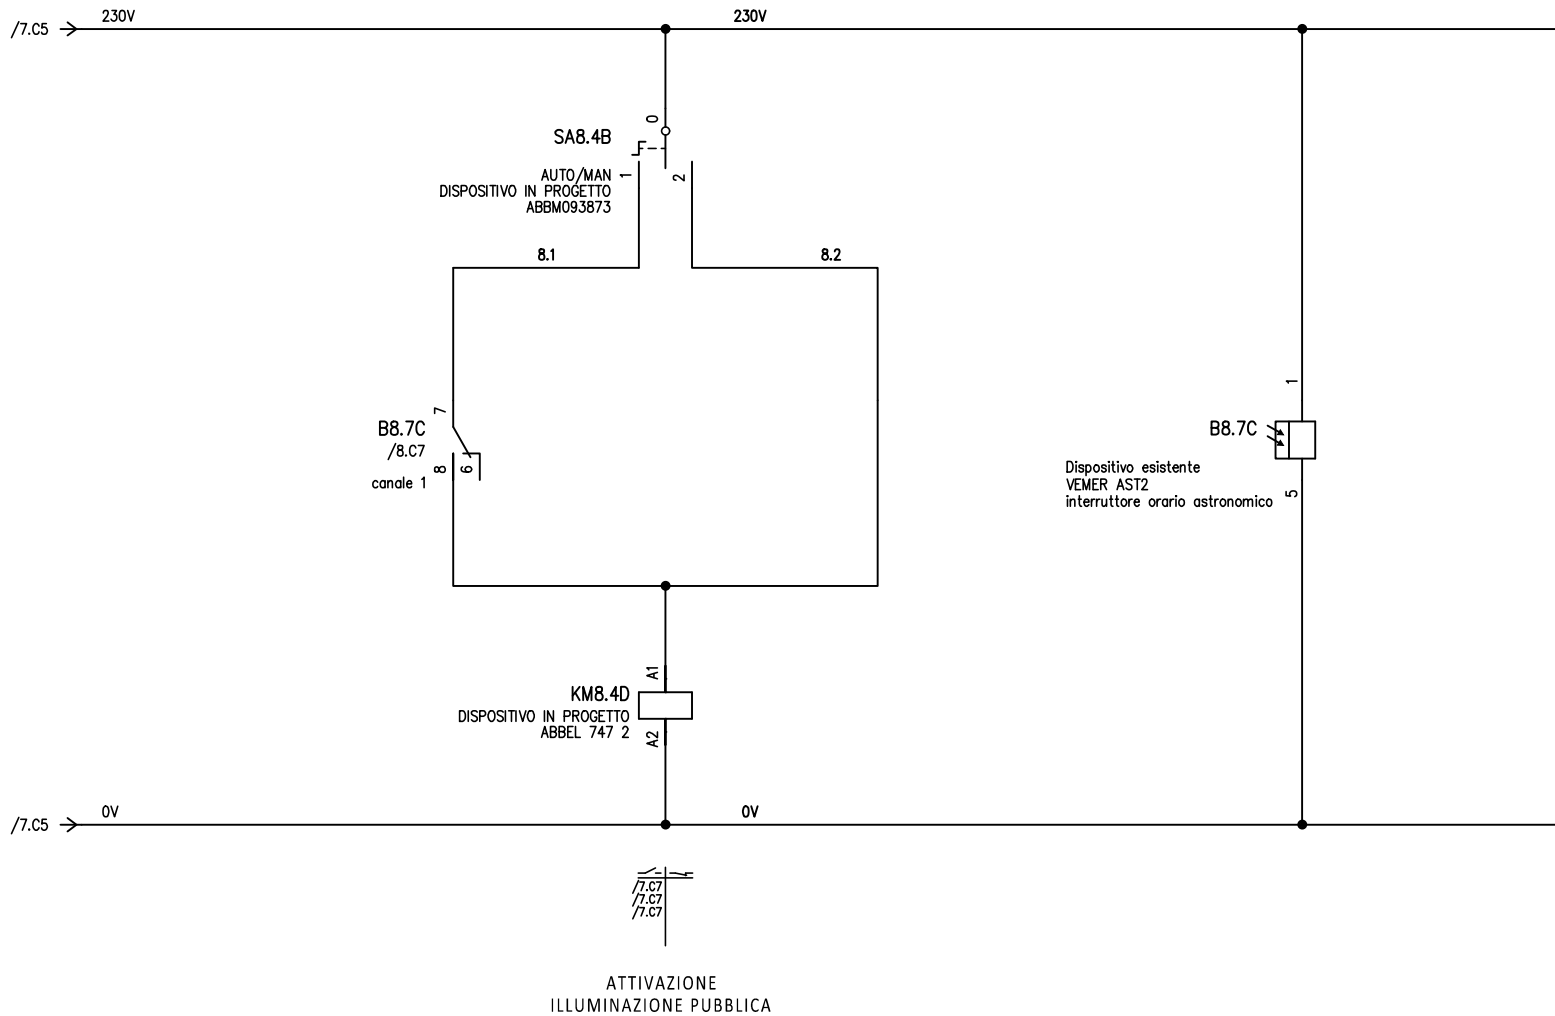 230V
230V
/7.C5
0
SA8.4B
AUTO/MAN
1
2
DISPOSITIVO IN PROGETTO
ABBM093873
8.1
8.2
1
7
B8.7C
/8.C7
8
6
canale 1
B8.7C
Dispositivo esistente
VEMER AST2
interruttore orario astronomico
5
A1
KM8.4D
DISPOSITIVO IN PROGETTO
ABBEL 747 2
A2
0V
0V
/7.C5
/7.C7
/7.C7
/7.C7
ATTIVAZIONE
ILLUMINAZIONE PUBBLICA